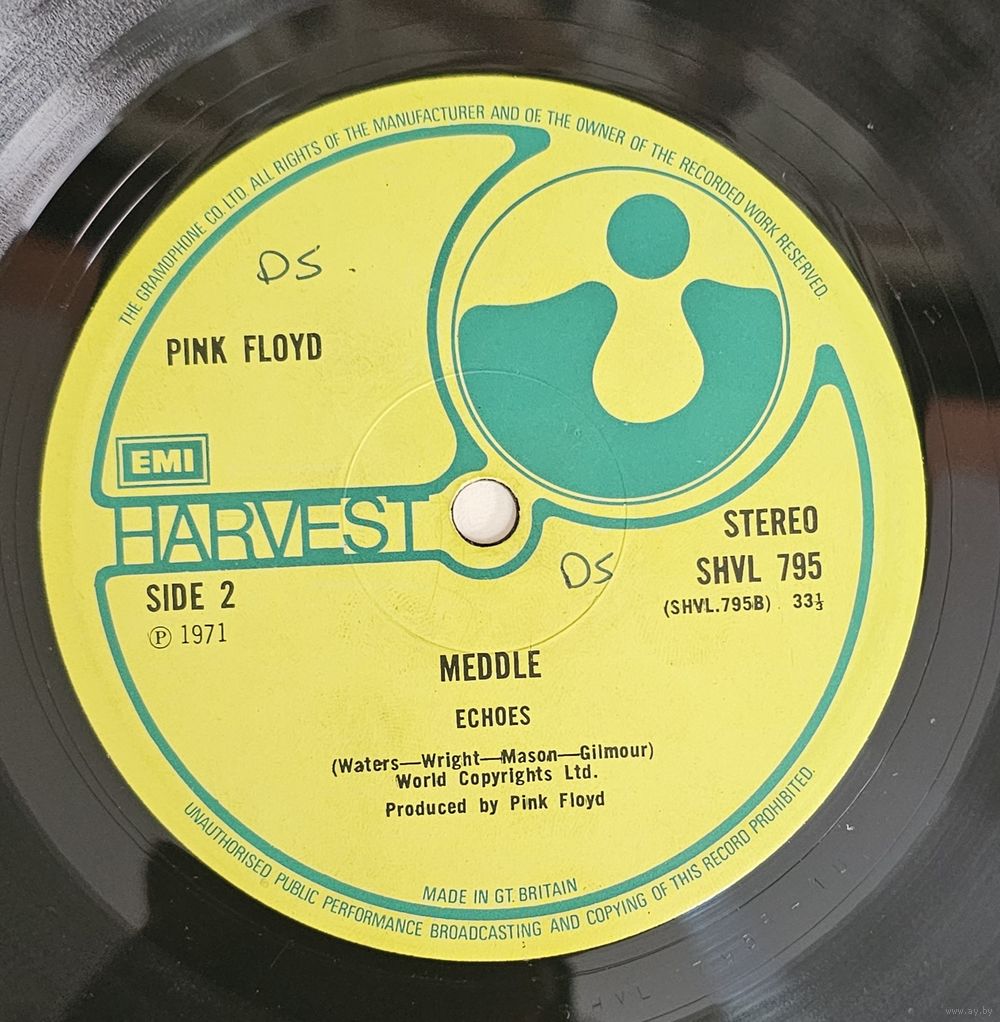 THE GRAMOPHONE CO. LTD. ALL RIGHTS OF THE MANUFACTURER AND OF THE OWNER OF THE RECORDED WORK RESERVED.
DS
PINK FLOYD
EMI
HARVEST
STEREO
SHVL 795
(SHVL.795B) 33⅓
DS
SIDE 2
Ⓟ 1971
MEDDLE
ECHOES
(Waters—Wright—Mason—Gilmour)
World Copyrights Ltd.
Produced by Pink Floyd
MADE IN GT. BRITAIN
UNAUTHORISED PUBLIC PERFORMANCE BROADCASTING AND COPYING OF THIS RECORD PROHIBITED.
www.ay.by